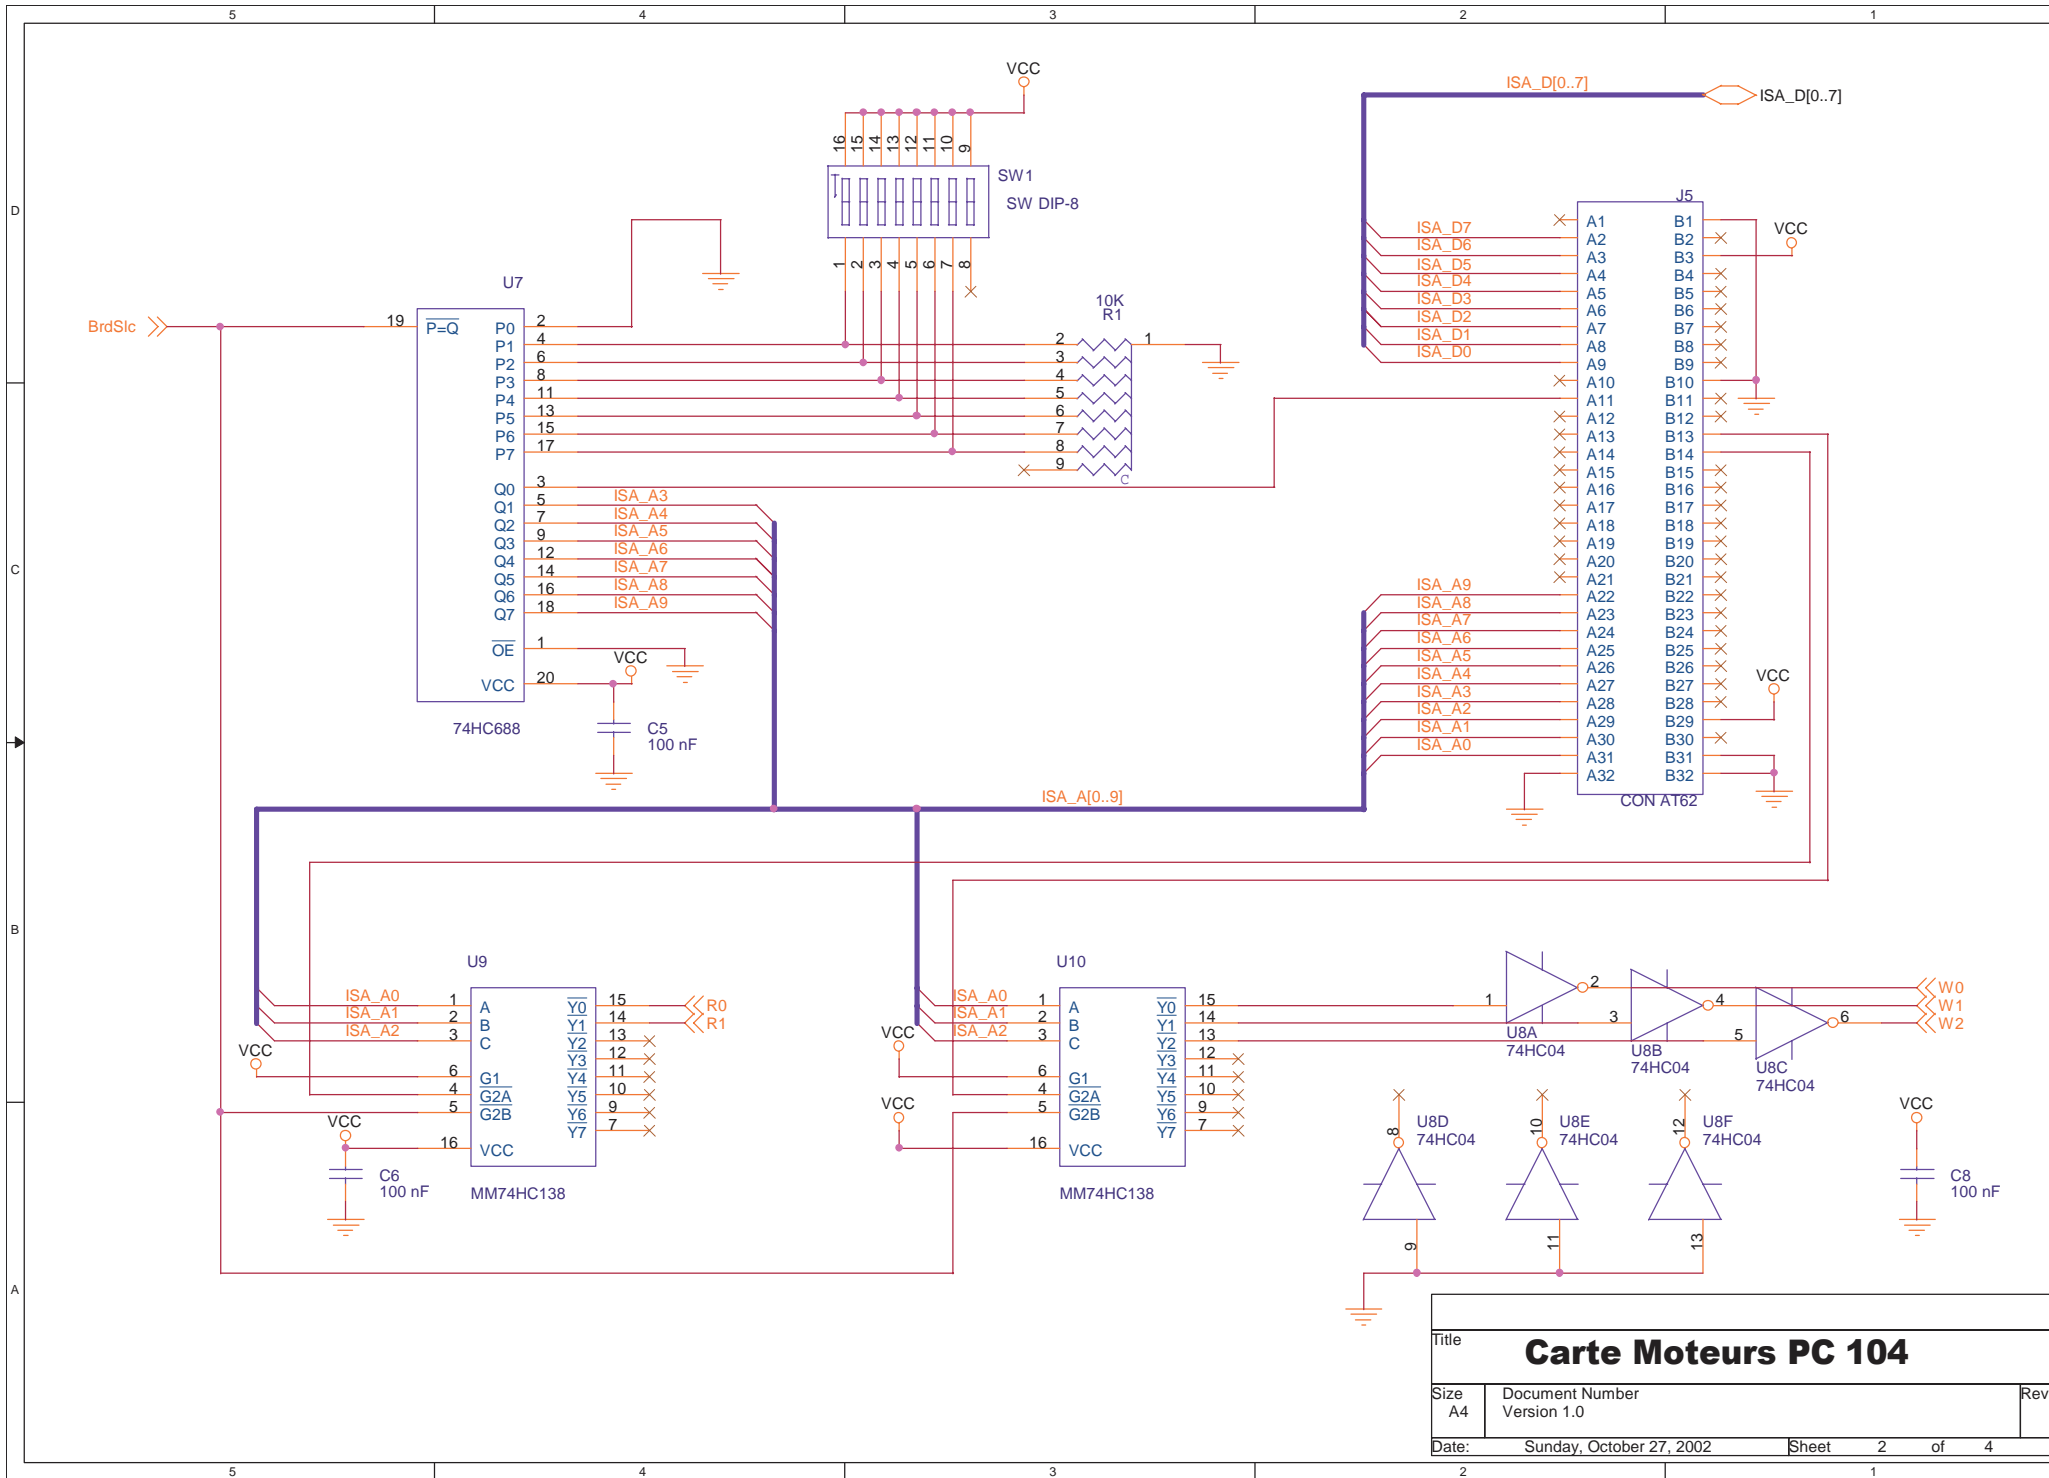 5 4 3 2 1
D
C
B
A
VCC
16 15 14 13 12 11 10 9
SW1
SW DIP-8
1 2 3 4 5 6 7 8
ISA_D[0..7]
ISA_D[0..7]
U7
BrdSlc
19 P=Q
P0 2
P1 4
P2 6
P3 8
P4 11
P5 13
P6 15
P7 17
Q0 3
Q1 5 ISA_A3
Q2 7 ISA_A4
Q3 9 ISA_A5
Q4 12 ISA_A6
Q5 14 ISA_A7
Q6 16 ISA_A8
Q7 18 ISA_A9
OE 1
VCC 20
VCC
74HC688
C5
100 nF
10K
R1
2 1
3
4
5
6
7
8
9
C
J5
A1 B1
ISA_D7 A2 B2
ISA_D6 A3 B3
VCC
ISA_D5 A4 B4
ISA_D4 A5 B5
ISA_D3 A6 B6
ISA_D2 A7 B7
ISA_D1 A8 B8
ISA_D0 A9 B9
A10 B10
A11 B11
A12 B12
A13 B13
A14 B14
A15 B15
A16 B16
A17 B17
A18 B18
A19 B19
A20 B20
A21 B21
ISA_A9 A22 B22
ISA_A8 A23 B23
ISA_A7 A24 B24
ISA_A6 A25 B25
ISA_A5 A26 B26
ISA_A4 A27 B27
ISA_A3 A28 B28
ISA_A2 A29 B29
VCC
ISA_A1 A30 B30
ISA_A0 A31 B31
A32 B32
CON AT62
ISA_A[0..9]
U9
ISA_A0 1 A Y0 15 R0
ISA_A1 2 B Y1 14 R1
ISA_A2 3 C Y2 13
Y3 12
VCC
6 G1 Y4 11
4 G2A Y5 10
5 G2B Y6 9
Y7 7
VCC
16 VCC
C6
100 nF
MM74HC138
U10
ISA_A0 1 A Y0 15
ISA_A1 2 B Y1 14
ISA_A2 3 C Y2 13
VCC
Y3 12
6 G1 Y4 11
4 G2A Y5 10
5 G2B Y6 9
Y7 7
VCC
16 VCC
MM74HC138
1 2
U8A
74HC04
3 4
U8B
74HC04
5 6
U8C
74HC04
W0
W1
W2
8
U8D
74HC04
9
10
U8E
74HC04
11
12
U8F
74HC04
13
VCC
C8
100 nF
Title
Carte Moteurs PC 104
Size
A4
Document Number
Version 1.0
Rev
Date: Sunday, October 27, 2002 Sheet 2 of 4
5 4 3 2 1